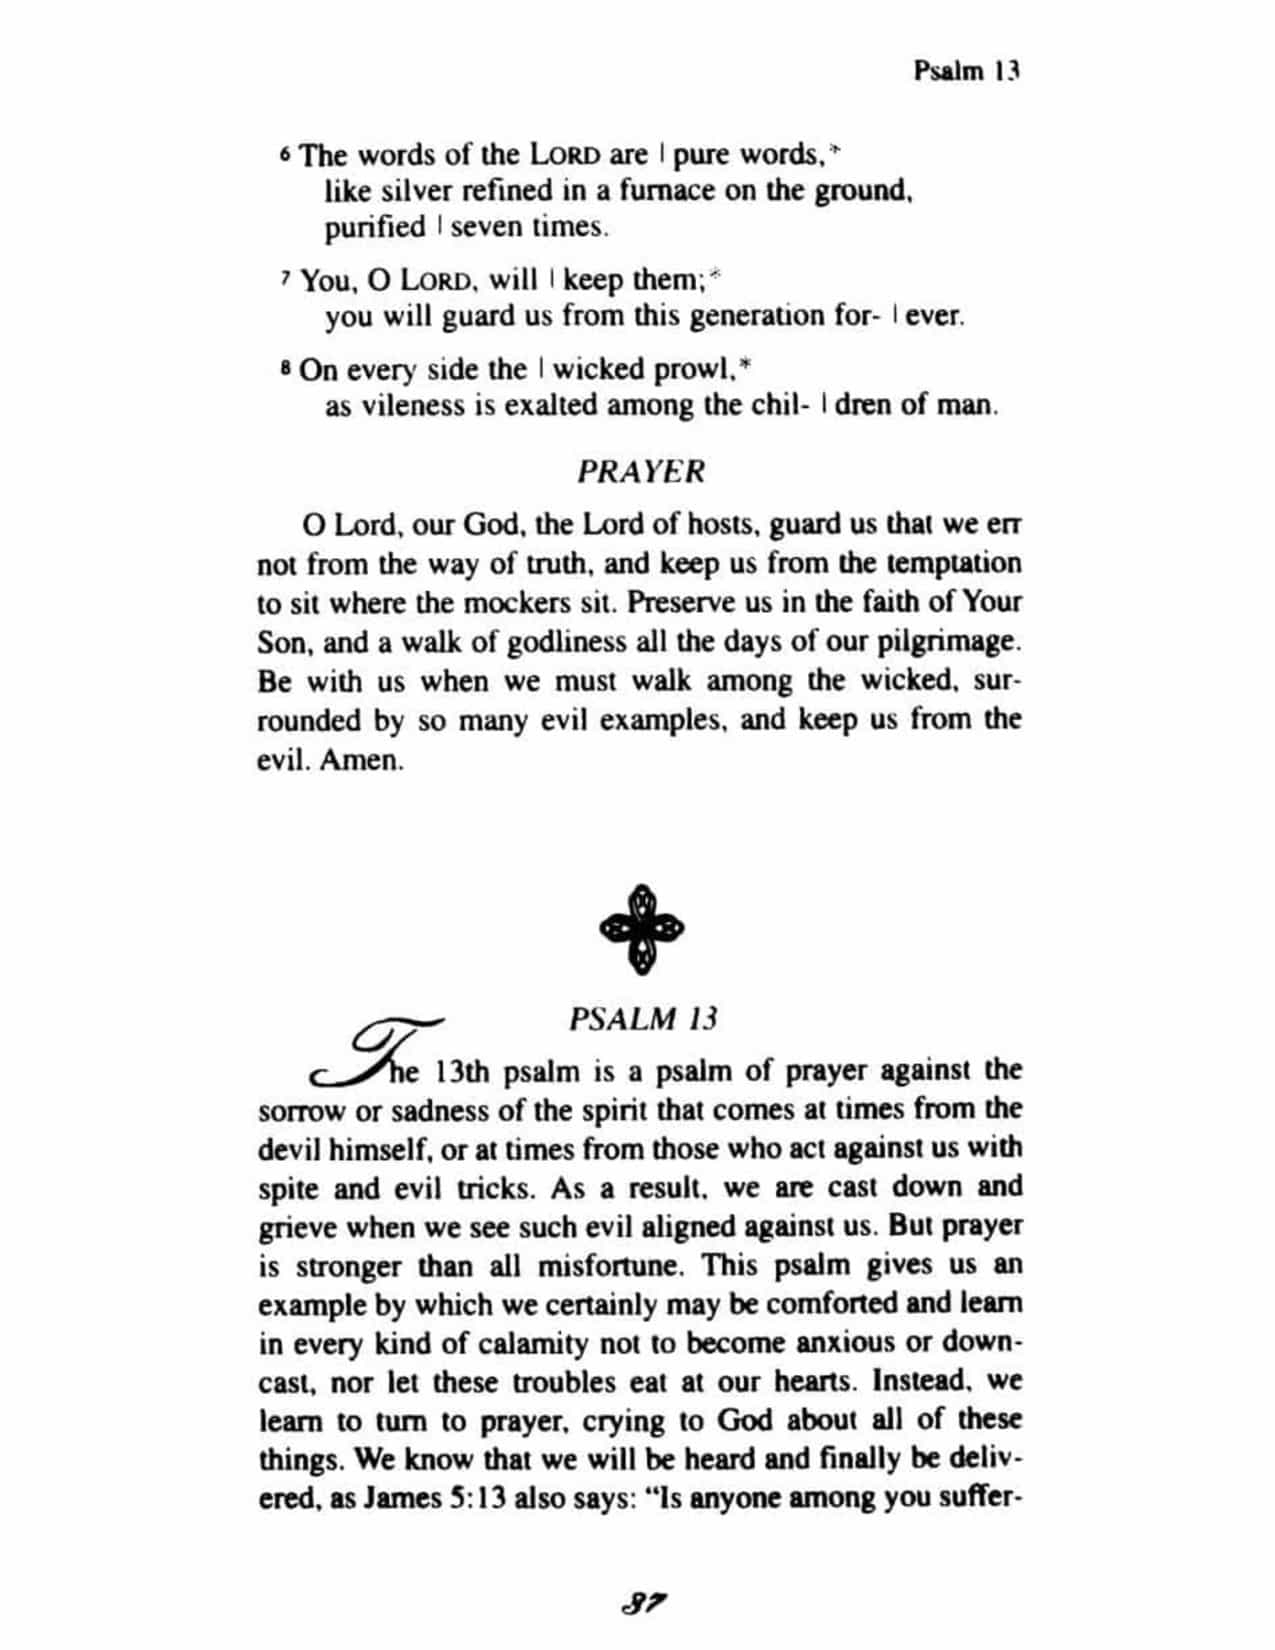 Psalm 13
6 The words of the LORD are | pure words,*
like silver refined in a furnace on the ground,
purified | seven times.
7 You, O LORD, will | keep them;*
you will guard us from this generation for- | ever.
8 On every side the | wicked prowl,*
as vileness is exalted among the chil- | dren of man.
PRAYER
O Lord, our God, the Lord of hosts, guard us that we err
not from the way of truth, and keep us from the temptation
to sit where the mockers sit. Preserve us in the faith of Your
Son, and a walk of godliness all the days of our pilgrimage.
Be with us when we must walk among the wicked, sur-
rounded by so many evil examples, and keep us from the
evil. Amen.
PSALM 13
The 13th psalm is a psalm of prayer against the
sorrow or sadness of the spirit that comes at times from the
devil himself, or at times from those who act against us with
spite and evil tricks. As a result, we are cast down and
grieve when we see such evil aligned against us. But prayer
is stronger than all misfortune. This psalm gives us an
example by which we certainly may be comforted and learn
in every kind of calamity not to become anxious or down-
cast, nor let these troubles eat at our hearts. Instead, we
learn to turn to prayer, crying to God about all of these
things. We know that we will be heard and finally be deliv-
ered, as James 5:13 also says: “Is anyone among you suffer-
37